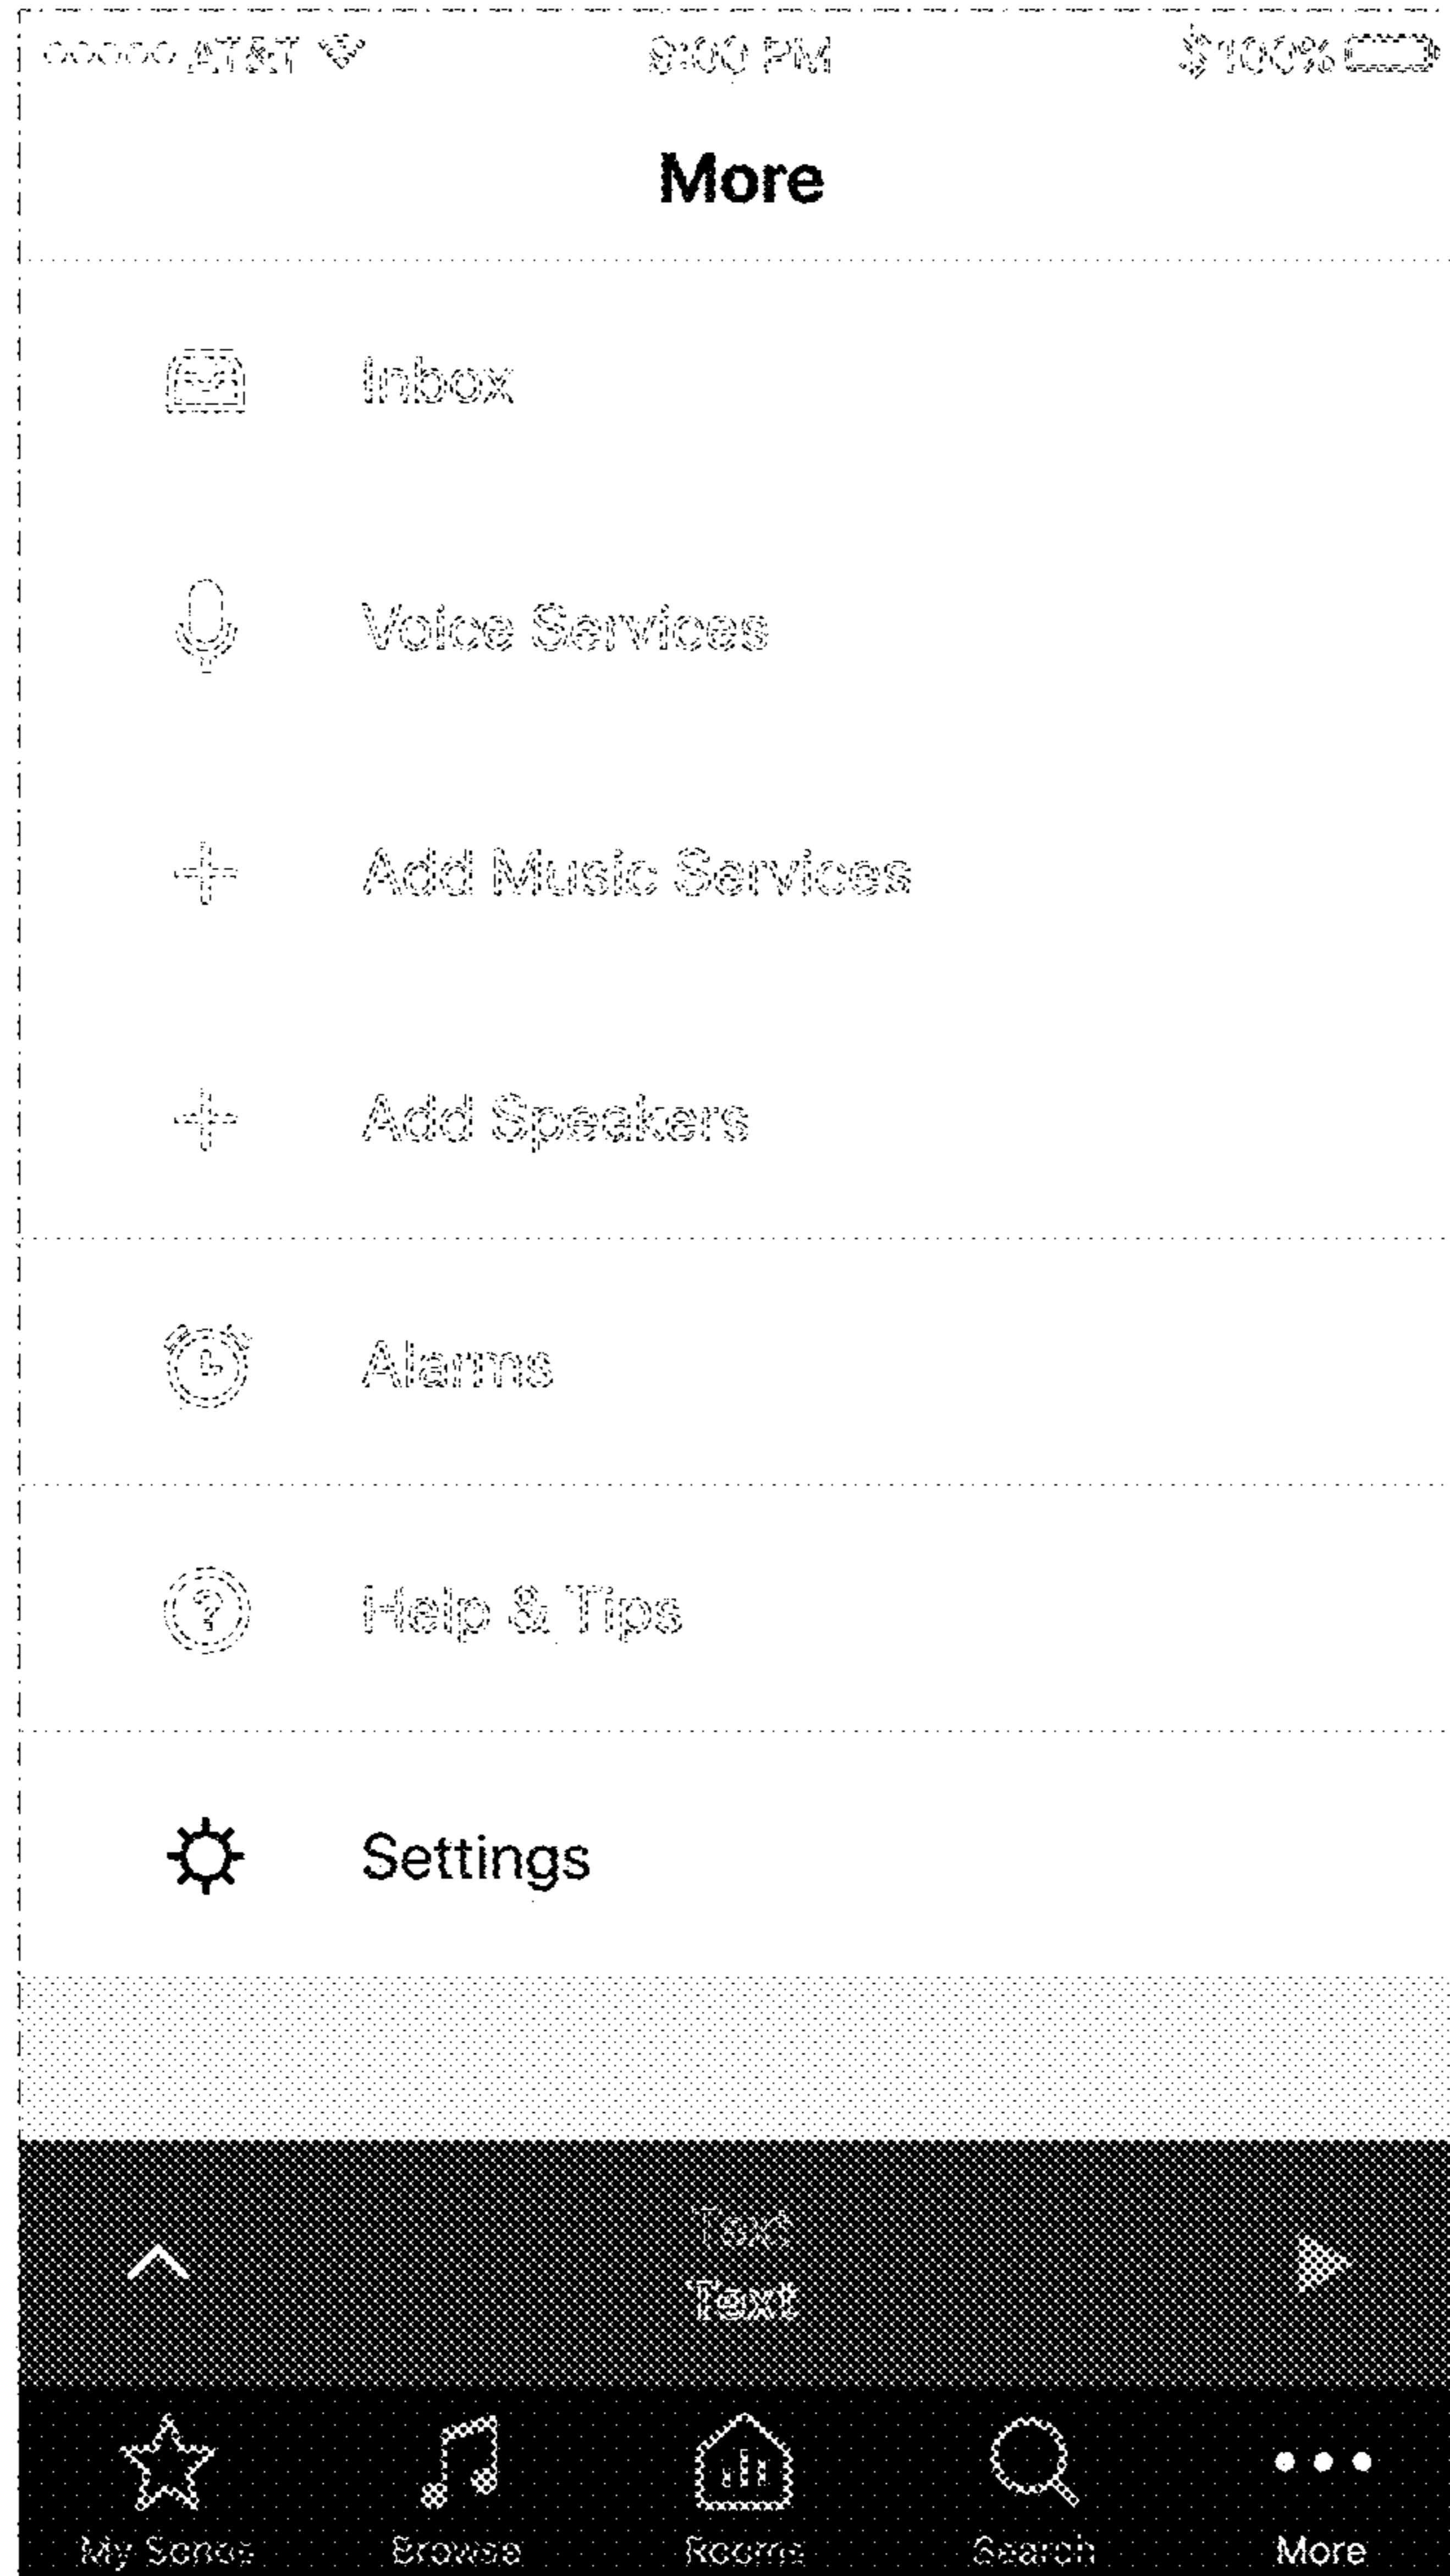 AT&T 9:00 PM 100%
More
Inbox
Voice Services
Add Music Services
Add Speakers
Alarms
Help & Tips
Settings
Text
Text
My Sonos Browse Rooms Search More